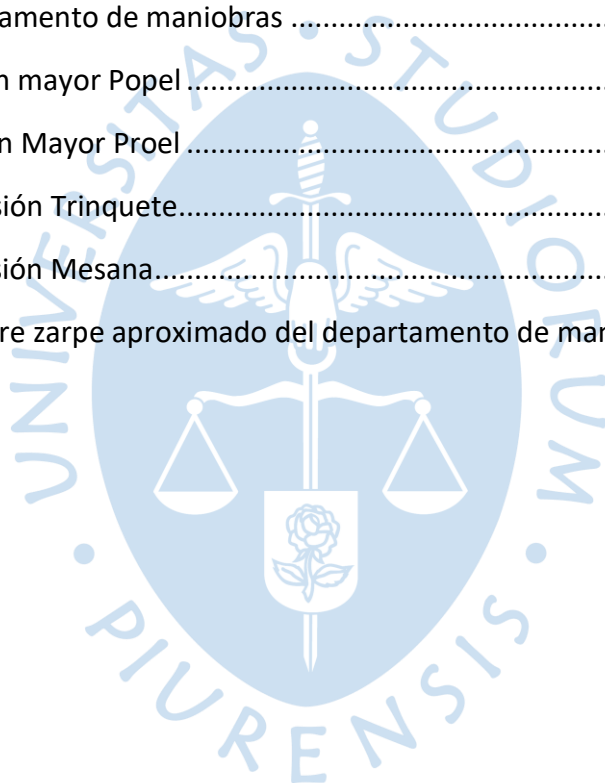 amento de maniobras ....................................................
n mayor Popel ....................................................................
n Mayor Proel ....................................................................
sión Trinquete.....................................................................
sión Mesana........................................................................
re zarpe aproximado del departamento de man
UNIVERSITAS • STUDIORUM • PIURENSIS •